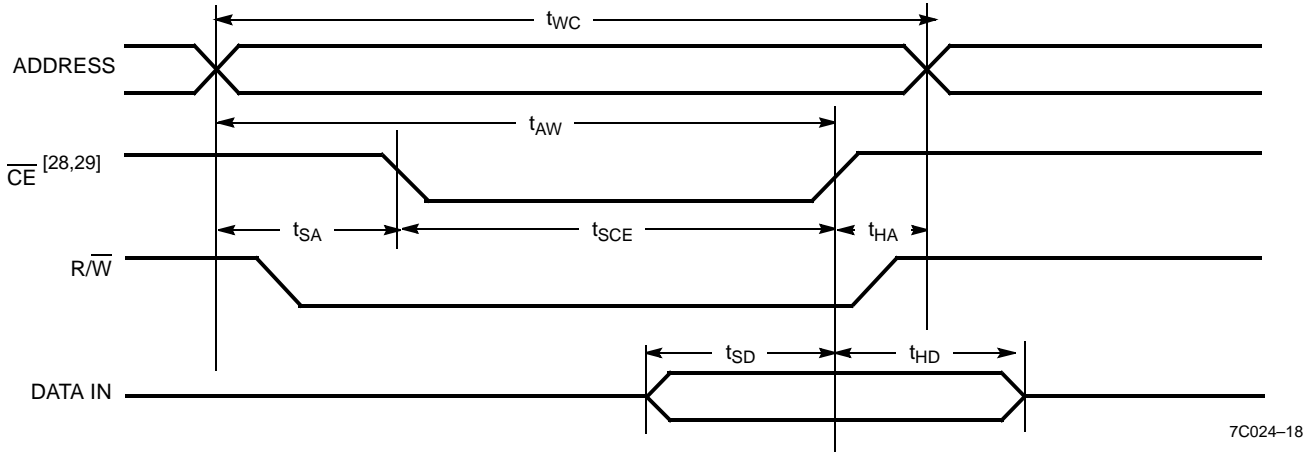 tWC
ADDRESS
tAW
CE [28,29]
tSA tSCE tHA
R/W
tSD tHD
DATA IN
7C024–18